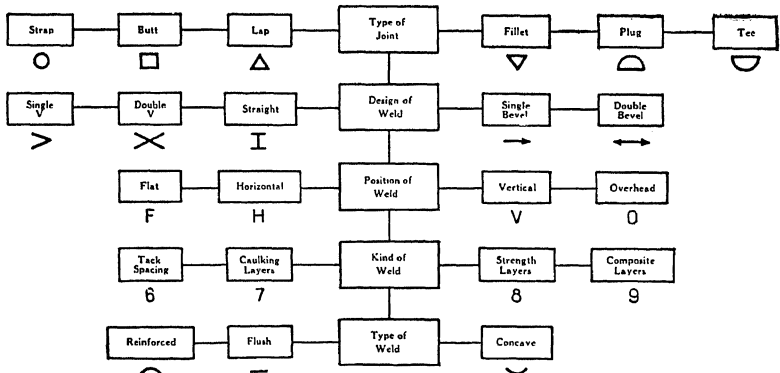 Strap Butt Lap Type of Joint Fillet Plug Tee
Single V Double V Straight Design of Weld Single Bevel Double Bevel
Flat Horizontal Position of Weld Vertical Overhead
F H V O
Tack Spacing Caulking Layers Kind of Weld Strength Layers Composite Layers
6 7 8 9
Reinforced Flush Type of Weld Concave